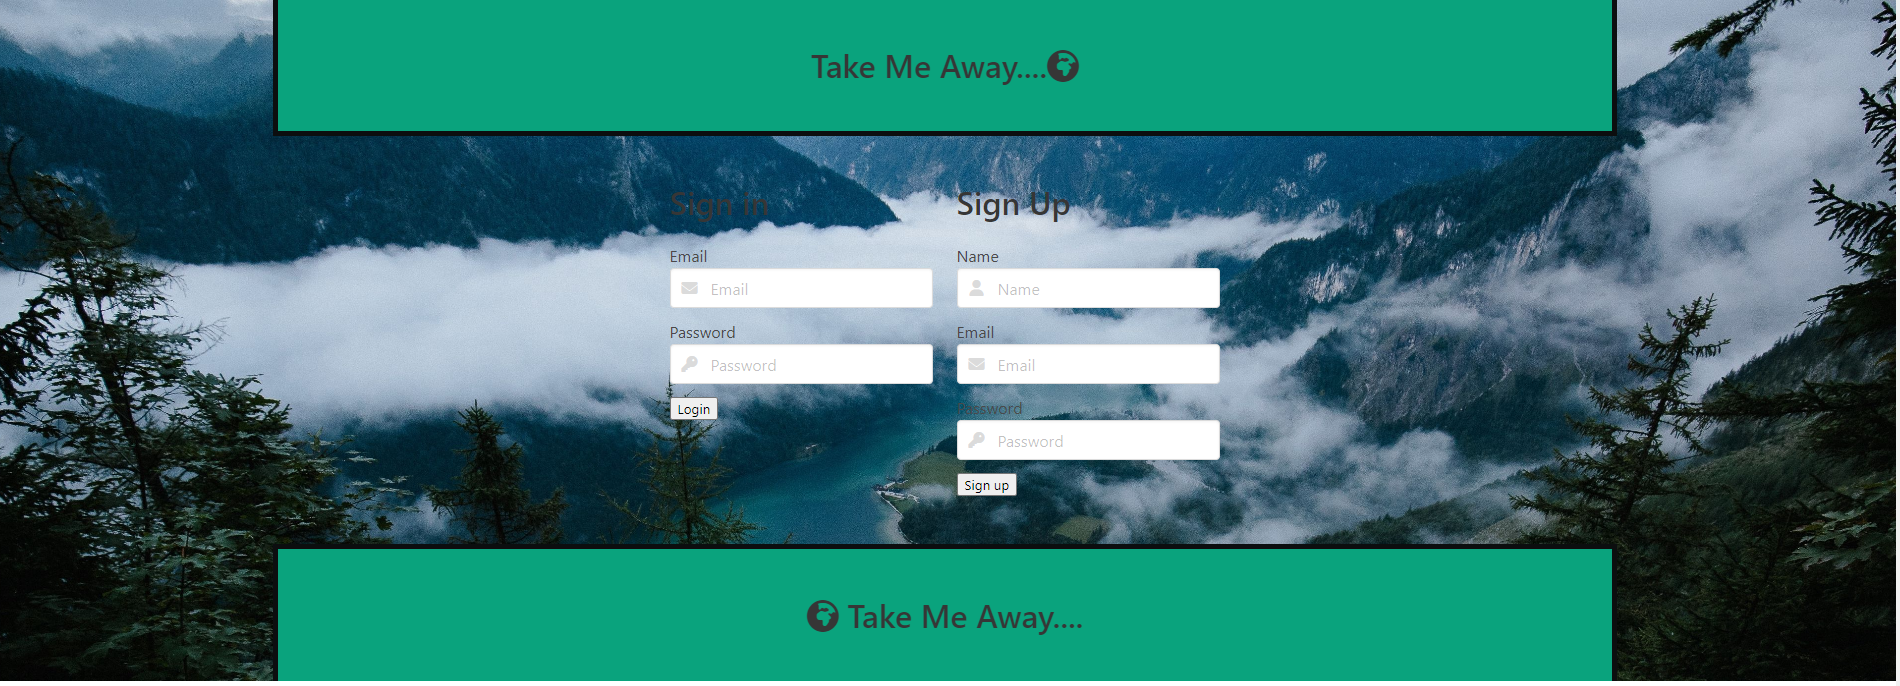 Take Me Away....
Sign In
Email
Email
Password
Password
Login
Sign Up
Name
Name
Email
Email
Password
Password
Sign up
Take Me Away....